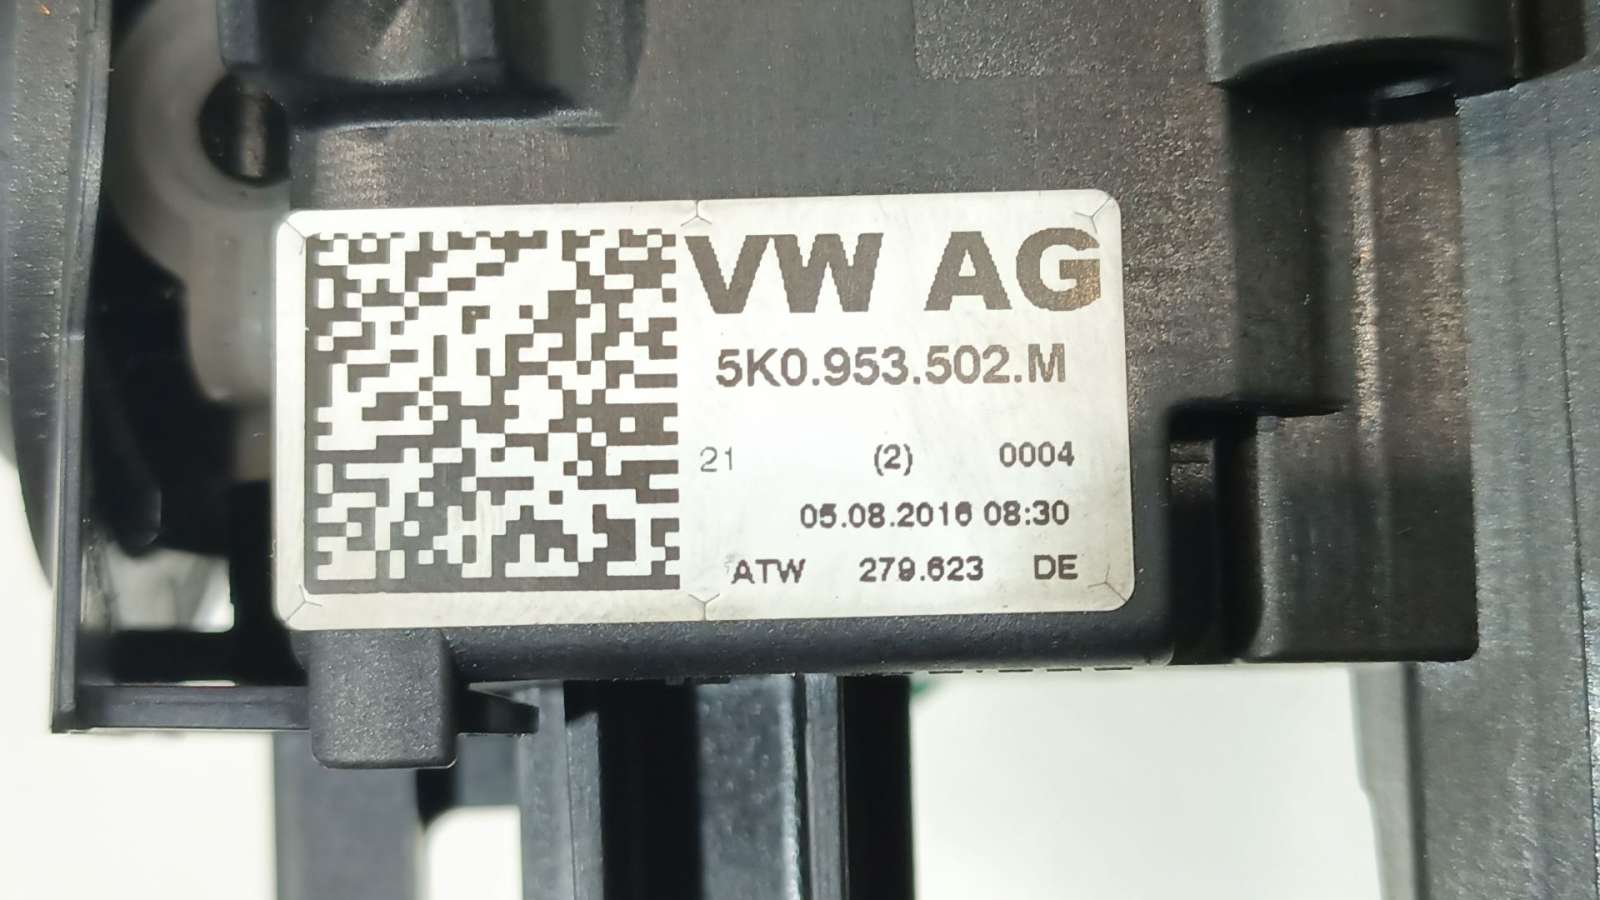 VW AG
5K0.953.502.M
21 (2) 0004
05.08.2016 08:30
ATW 279.623 DE